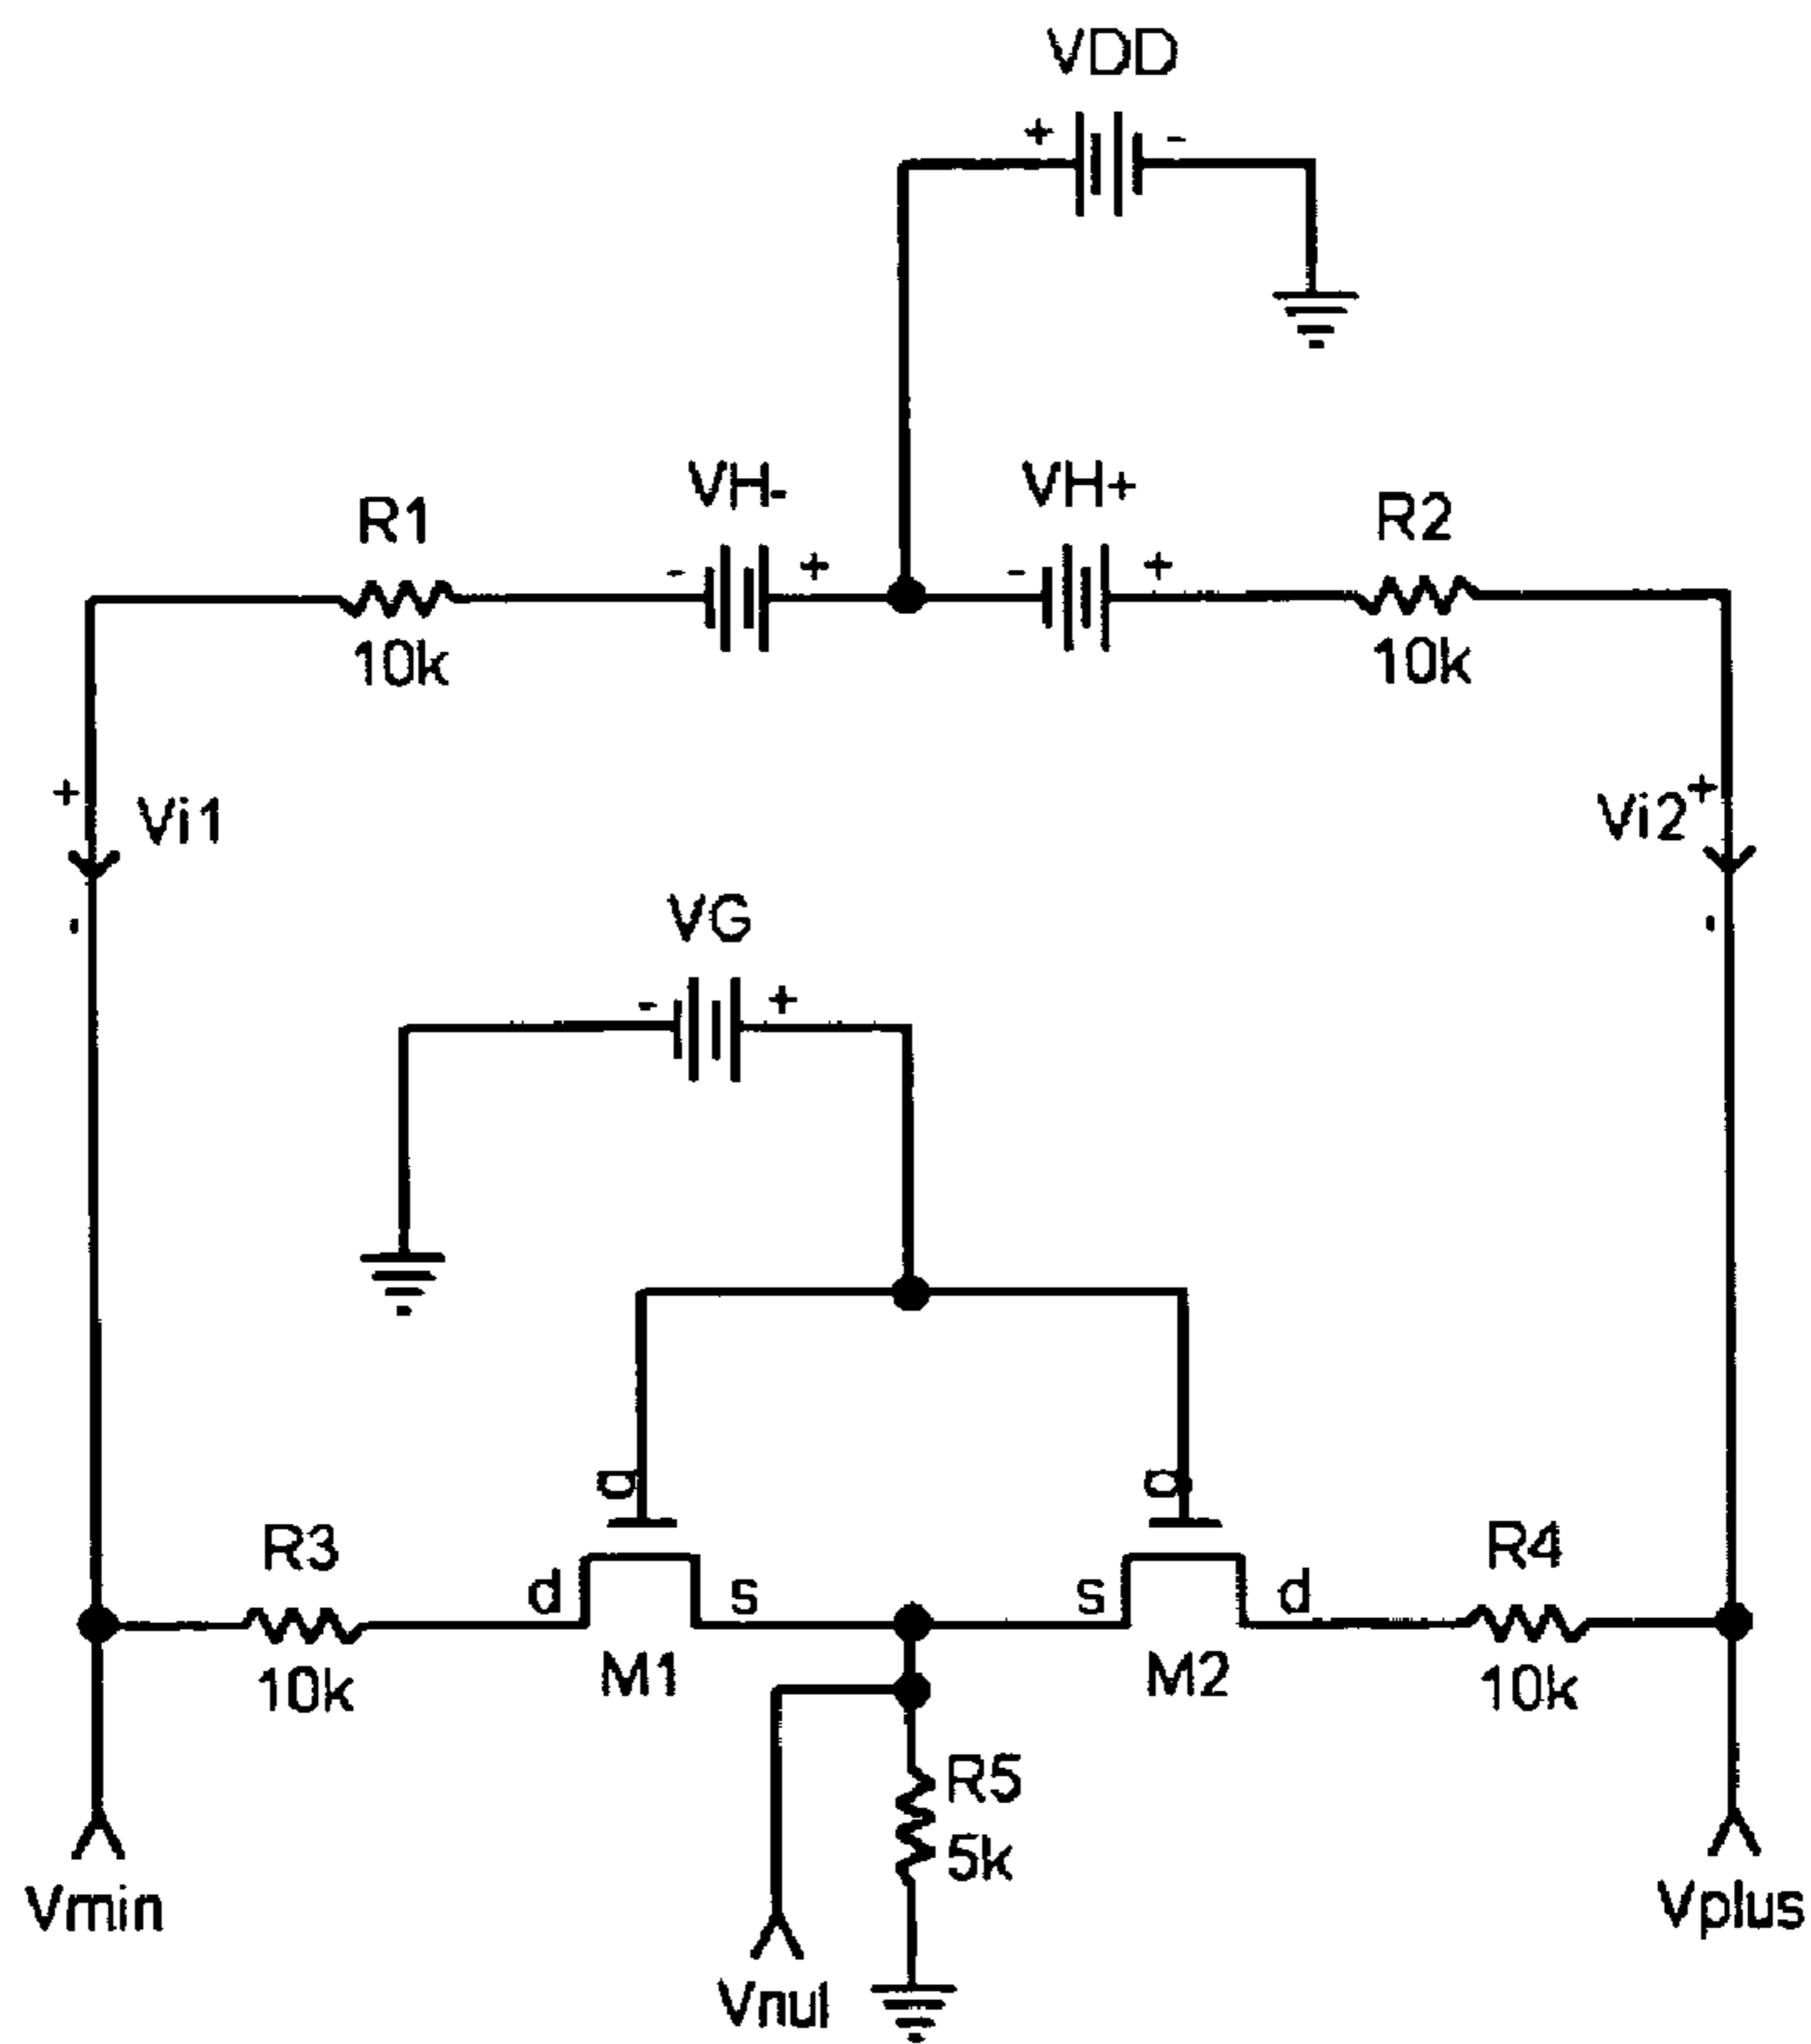 VDD
+ -
VH- VH+
R1 R2
- + - +
10k 10k
+ Vi1 Vi2 +
- -
VG
- +
g g
R3 R4
d s s d
10k M1 M2 10k
R5
5k
Vmin Vplus
Vnul